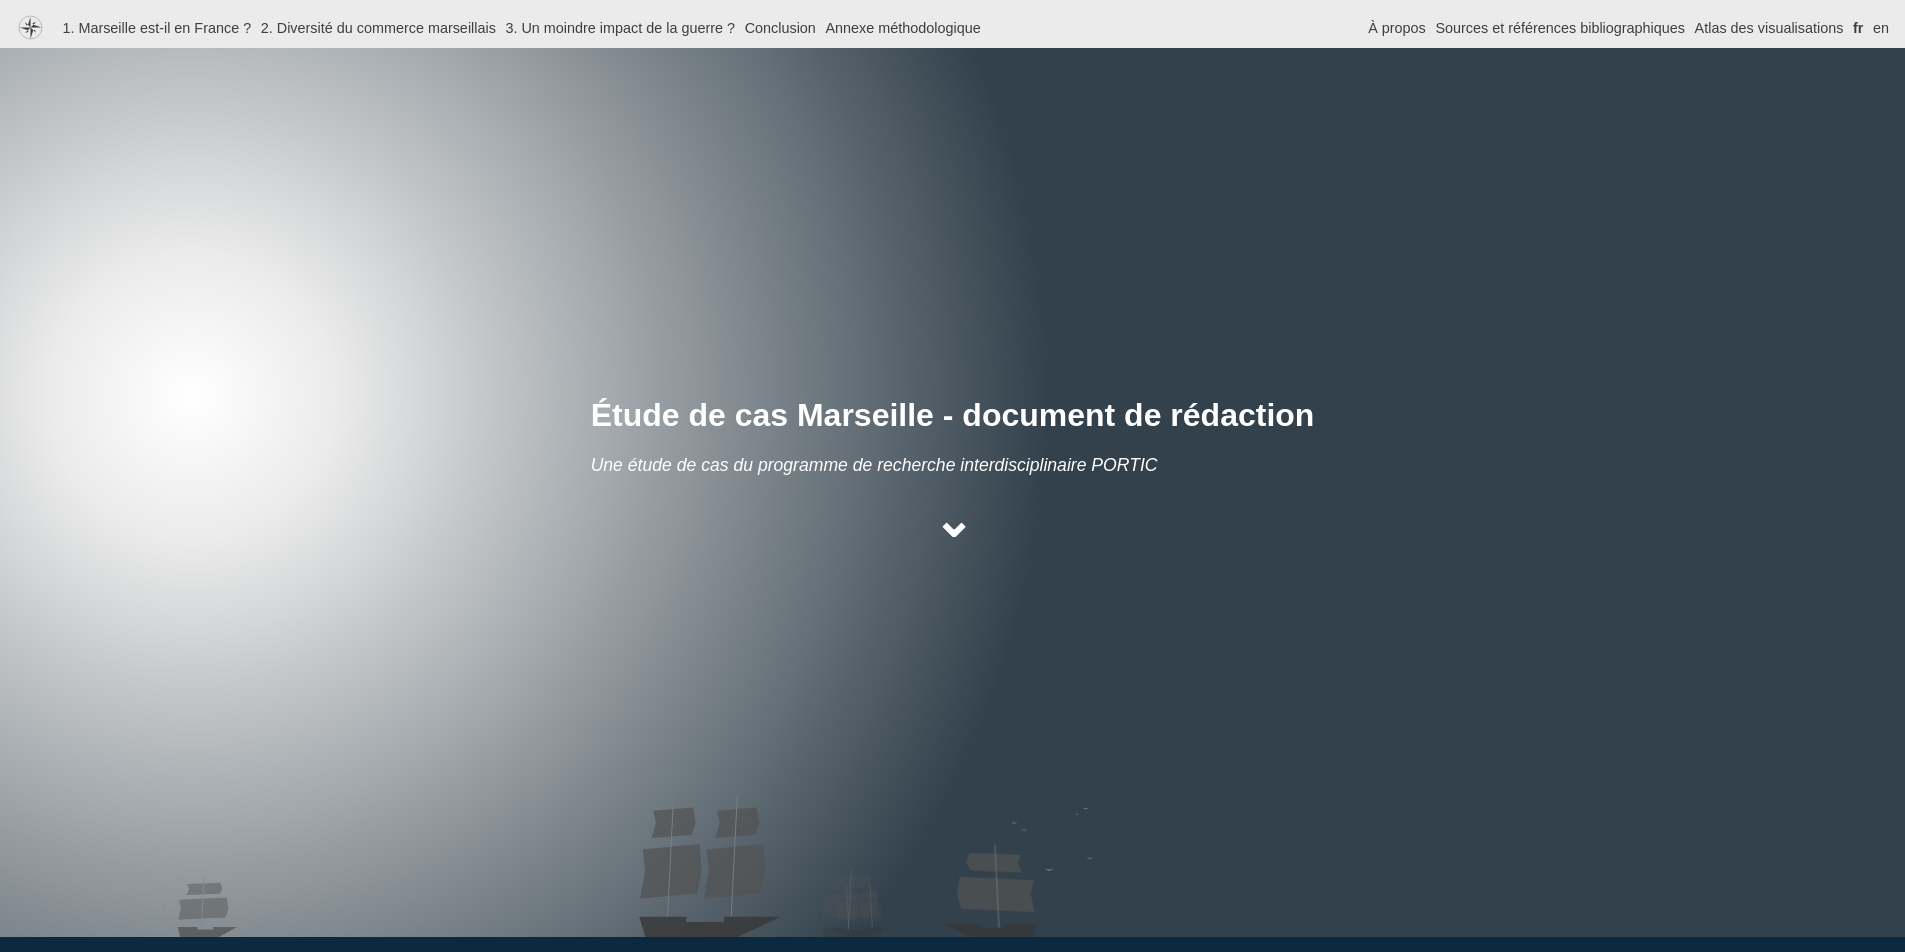 1. Marseille est-il en France ? 2. Diversité du commerce marseillais 3. Un moindre impact de la guerre ? Conclusion Annexe méthodologique À propos Sources et références bibliographiques Atlas des visualisations fr en
Étude de cas Marseille - document de rédaction
Une étude de cas du programme de recherche interdisciplinaire PORTIC